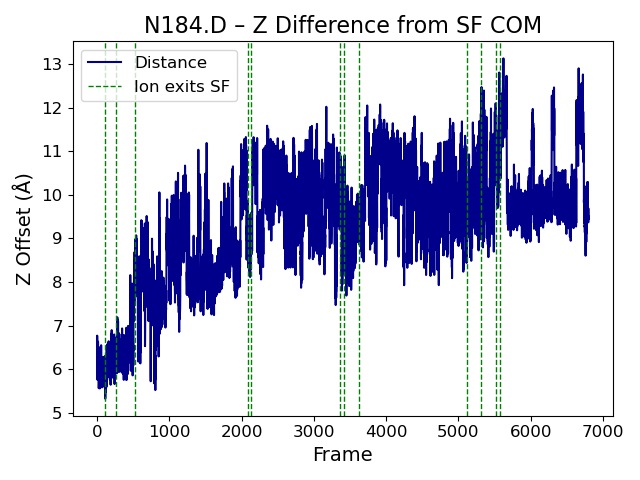 N184.D – Z Difference from SF COM
Distance
Ion exits SF
Z Offset (Å)
13
12
11
10
9
8
7
6
5
0 1000 2000 3000 4000 5000 6000 7000
Frame